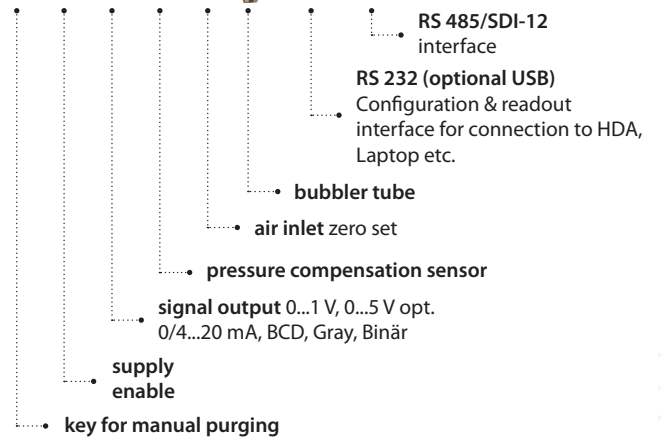 RS 485/SDI-12
interface
RS 232 (optional USB)
Configuration & readout
interface for connection to HDA,
Laptop etc.
bubbler tube
air inlet zero set
pressure compensation sensor
signal output 0...1 V, 0...5 V opt.
0/4...20 mA, BCD, Gray, Binär
supply
enable
key for manual purging